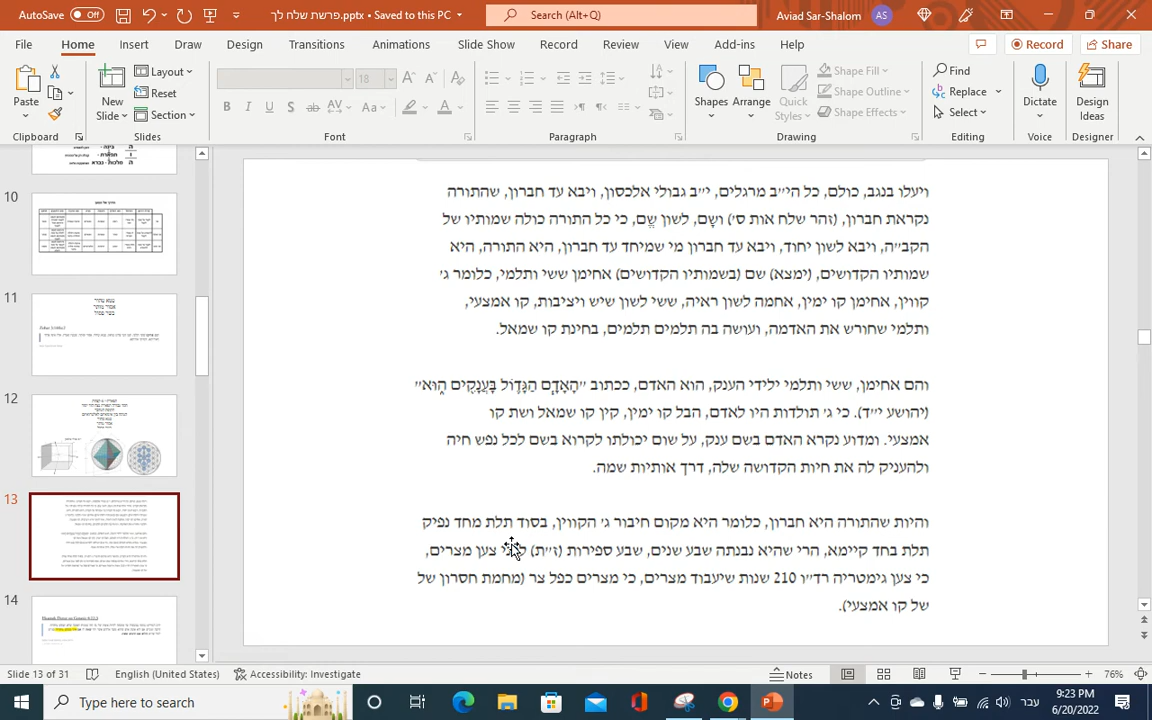 AutoSave Off פרשת שלח לך.pptx • Saved to this PC Search (Alt+Q) Aviad Sar-Shalom AS
File Home Insert Draw Design Transitions Animations Slide Show Record Review View Add-ins Help Record Share
Paste New Slide Layout Reset Section 18 Shapes Arrange Quick Styles Shape Fill Shape Outline Shape Effects Find Replace Select Dictate Design Ideas
Clipboard Slides Font Paragraph Drawing Editing Voice Designer
ויעלו בנגב, כולם, כל הי״ב מרגלים, י״ב גבולי אלכסון, ויבא עד חברון, שהתורה
נקראת חברון, (זהר שלח אות ס׳) ושָם, לשון שֵם, כי כל התורה כולה שמותיו של
הקב״ה, ויבא לשון יחוד, ויבא עד חברון מי שמיחד עד חברון, היא התורה, היא
שמותיו הקדושים, (ימצא) שם (בשמותיו הקדושים) אחימן ששי ותלמי, כלומר ג׳
קווין, אחימן קו ימין, אחמה לשון ראיה, ששי לשון שיש ויציבות, קו אמצעי,
ותלמי שחורש את האדמה, ועושה בה תלמים תלמים, בחינת קו שמאל.
והם אחימן, ששי ותלמי ילידי הענק, הוא האדם, ככתוב ״הָאָדָם הַגָּדוֹל בָּעֲנָקִים הוּא״
(יהושע י״ד). כי ג׳ תולדות היו לאדם, הבל קו ימין, קין קו שמאל ושת קו
אמצעי. ומדוע נקרא האדם בשם ענק, על שום יכולתו לקרוא בשם לכל נפש חיה
ולהעניק לה את חיות הקדושה שלה, דרך אותיות שמה.
והיות שהתורה היא חברון, כלומר היא מקום חיבור ג׳ הקווין, בסוד תלת מחד נפיק
תלת בחד קיימא, הרי שהיא נבנתה שבע שנים, שבע ספירות (ז״ת) צען מצרים,
כי צען גימטריה רד״ו 210 שנות שיעבוד מצרים, כי מצרים כפל צר (מחמת חסרון של
של קו אמצעי).
10
11
12
13
14
Slide 13 of 31 English (United States) Accessibility: Investigate Notes 76%
Type here to search עבר 9:23 PM
6/20/2022